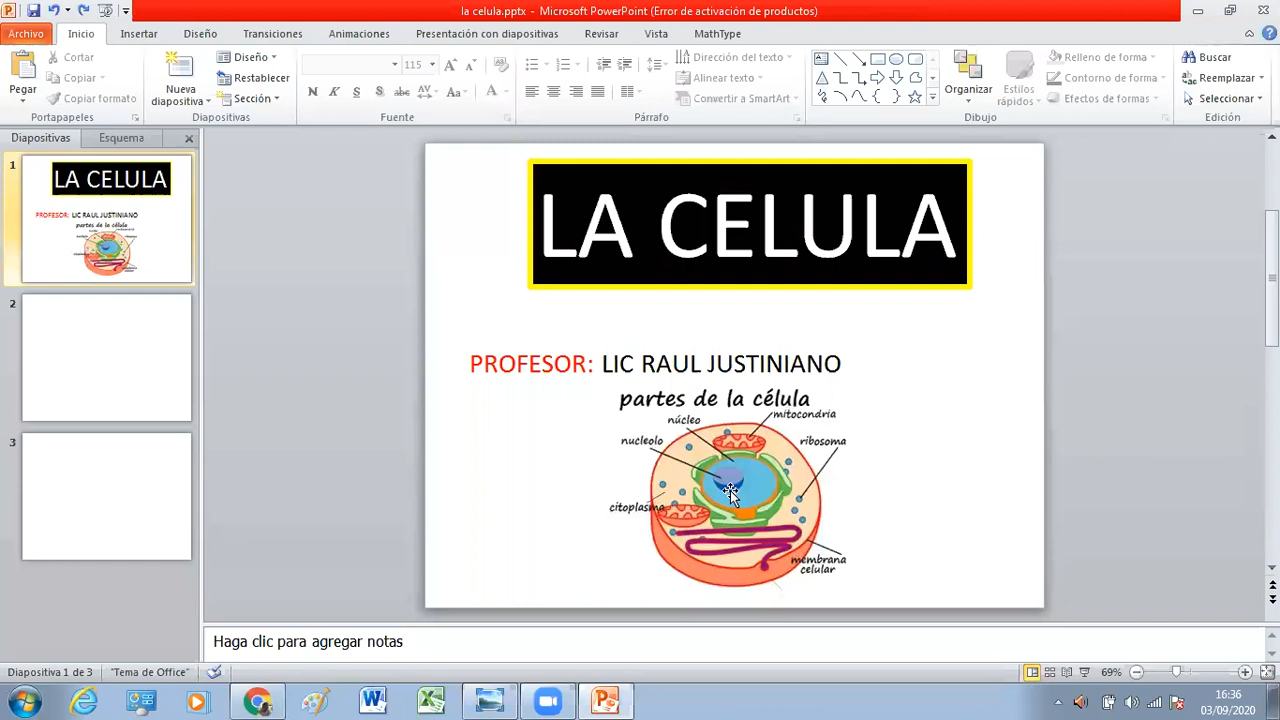 la celula.pptx - Microsoft PowerPoint (Error de activación de productos)
Archivo Inicio Insertar Diseño Transiciones Animaciones Presentación con diapositivas Revisar Vista MathType
Pegar
Cortar
Copiar
Copiar formato
Portapapeles
Nueva diapositiva
Diseño
Restablecer
Sección
Diapositivas
115
N K S S abc AV Aa A
Fuente
Dirección del texto
Alinear texto
Convertir a SmartArt
Párrafo
Organizar
Estilos rápidos
Relleno de forma
Contorno de forma
Efectos de formas
Dibujo
Buscar
Reemplazar
Seleccionar
Edición
Diapositivas Esquema
1
LA CELULA
PROFESOR: LIC RAUL JUSTINIANO
partes de la célula
2
3
LA CELULA
PROFESOR: LIC RAUL JUSTINIANO
partes de la célula
núcleo
mitocondria
nucleolo
ribosoma
citoplasma
membrana
celular
Haga clic para agregar notas
Diapositiva 1 de 3 "Tema de Office" 69%
16:36
03/09/2020